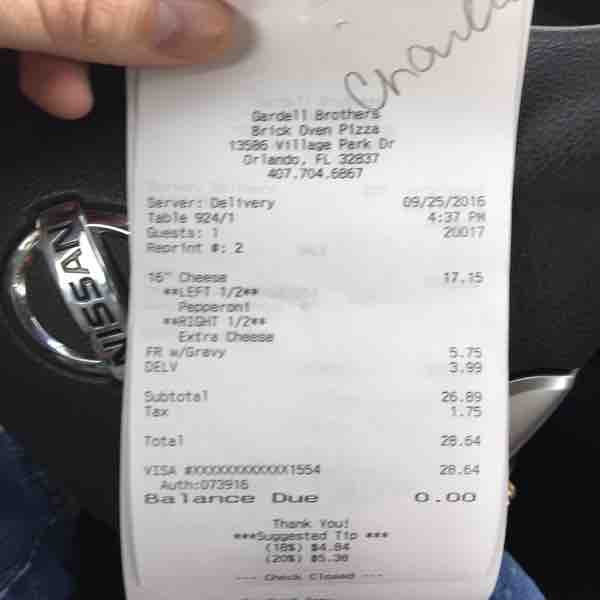 Gardell Brothers
Brick Oven Pizza
13586 Village Park Dr
Orlando, FL 32837
407.704.6867
Server: Delivery 09/25/2016
Table 924/1 4:37 PM
Guests: 1 20017
Reprint #: 2
16" Cheese 17.15
**LEFT 1/2**
Pepperoni
**RIGHT 1/2**
Extra Cheese
FR w/Gravy 5.75
DELV 3.99
Subtotal 26.89
Tax 1.75
Total 28.64
VISA #XXXXXXXXXXXX1554 28.64
Auth:073916
Balance Due 0.00
Thank You!
***Suggested Tip ***
(18%) $4.84
(20%) $5.38
--- Check Closed ---
NISSAN